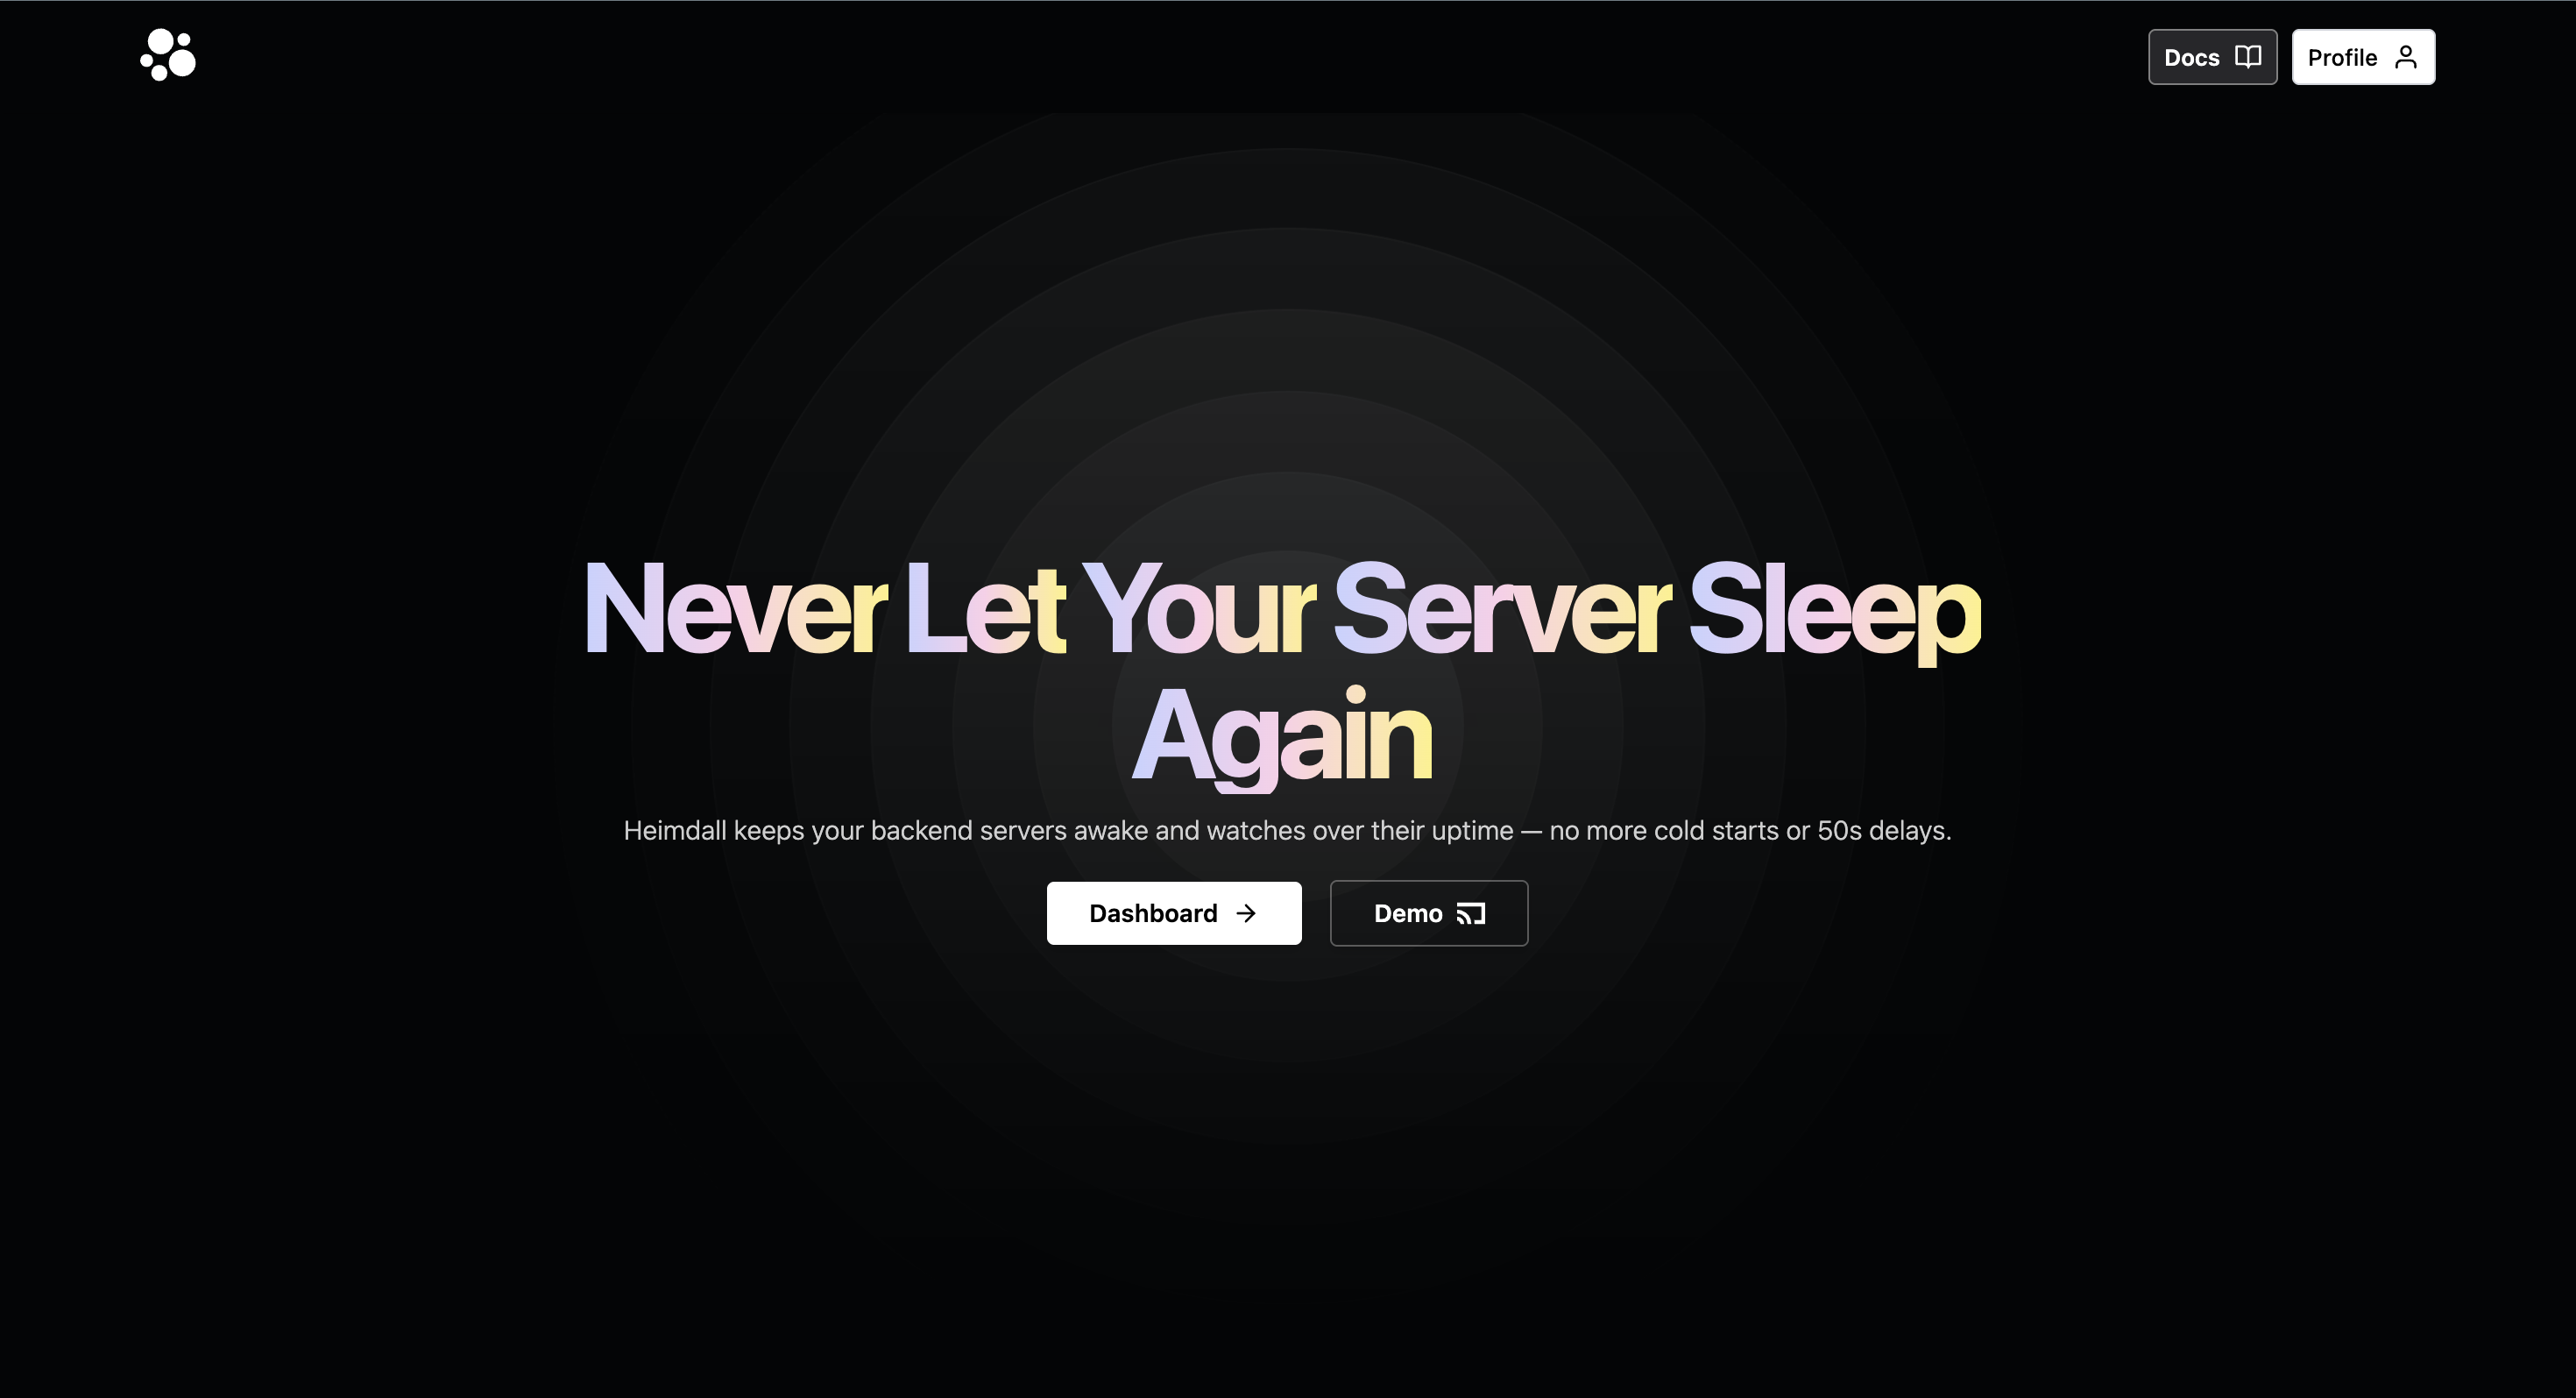 Docs
Profile
Never Let Your Server Sleep
Again
Heimdall keeps your backend servers awake and watches over their uptime — no more cold starts or 50s delays.
Dashboard
Demo